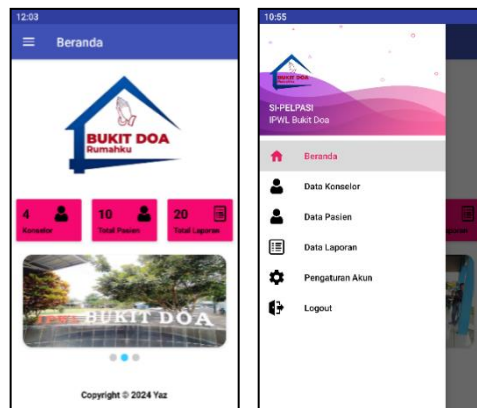 12:03
Beranda
BUKIT DOA
Rumahku
4
Konselor
10
Total Pasien
20
Total Laporan
IPWL BUKIT DOA
Copyright © 2024 Yaz
10:55
BUKIT DOA
SI-PELPASI
IPWL Bukit Doa
Beranda
Data Konselor
Data Pasien
Data Laporan
Pengaturan Akun
Logout